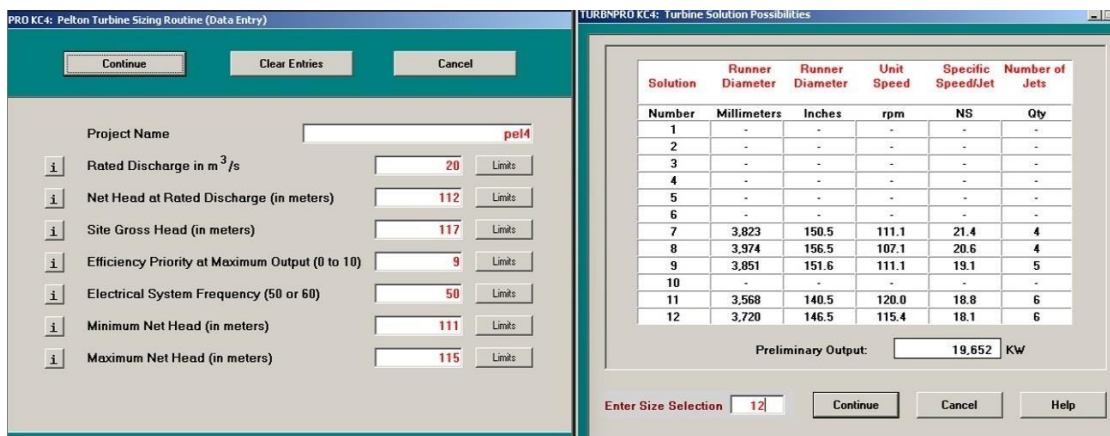 PRO KC4: Pelton Turbine Sizing Routine (Data Entry)
Continue Clear Entries Cancel
Project Name pel4
i Rated Discharge in m3/s 20 Limits
i Net Head at Rated Discharge (in meters) 112 Limits
i Site Gross Head (in meters) 117 Limits
i Efficiency Priority at Maximum Output (0 to 10) 9 Limits
i Electrical System Frequency (50 or 60) 50 Limits
i Minimum Net Head (in meters) 111 Limits
i Maximum Net Head (in meters) 115 Limits
TURBNPRO KC4: Turbine Solution Possibilities
Solution Runner Diameter Runner Diameter Unit Speed Specific Speed/Jet Number of Jets
Number Millimeters Inches rpm NS Qty
1 - - - - -
2 - - - - -
3 - - - - -
4 - - - - -
5 - - - - -
6 - - - - -
7 3,823 150.5 111.1 21.4 4
8 3,974 156.5 107.1 20.6 4
9 3,851 151.6 111.1 19.1 5
10 - - - - -
11 3,568 140.5 120.0 18.8 6
12 3,720 146.5 115.4 18.1 6
Preliminary Output: 19,652 KW
Enter Size Selection 12 Continue Cancel Help